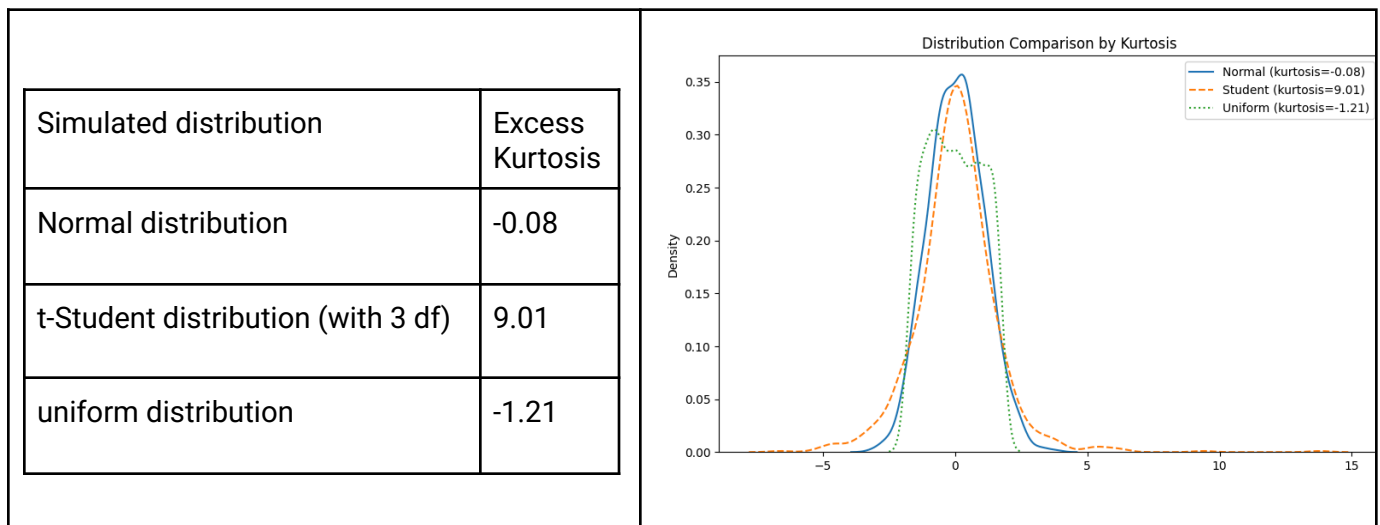 Simulated distribution
Excess
Kurtosis
Normal distribution
-0.08
t-Student distribution (with 3 df)
9.01
uniform distribution
-1.21
Distribution Comparison by Kurtosis
Normal (kurtosis=-0.08)
Student (kurtosis=9.01)
Uniform (kurtosis=-1.21)
Density
0.35
0.30
0.25
0.20
0.15
0.10
0.05
0.00
−5
0
5
10
15